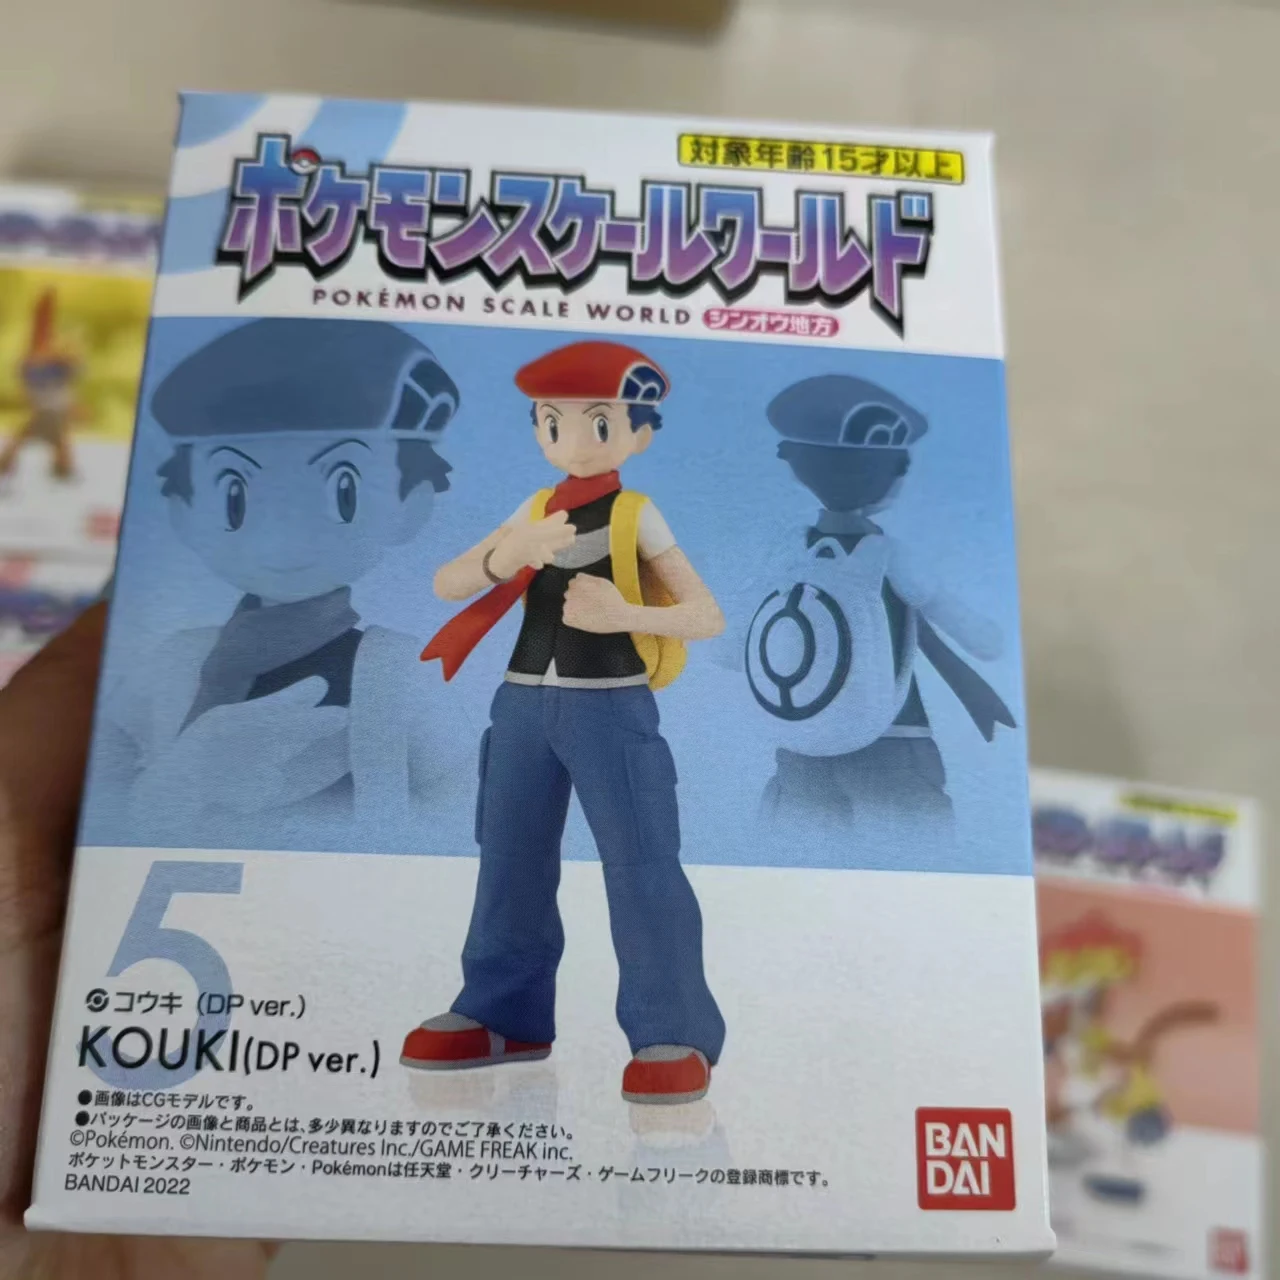 対象年齢15才以上
ポケモンスケールワールド
POKÉMON SCALE WORLD シンオウ地方
5
コウキ (DP ver.)
KOUKI(DP ver.)
●画像はCGモデルです。
●パッケージの画像と商品とは、多少異なりますのでご了承ください。
©Pokémon. ©Nintendo/Creatures Inc./GAME FREAK inc.
ポケットモンスター・ポケモン・Pokémonは任天堂・クリーチャーズ・ゲームフリークの登録商標です。
BANDAI 2022
BAN
DAI